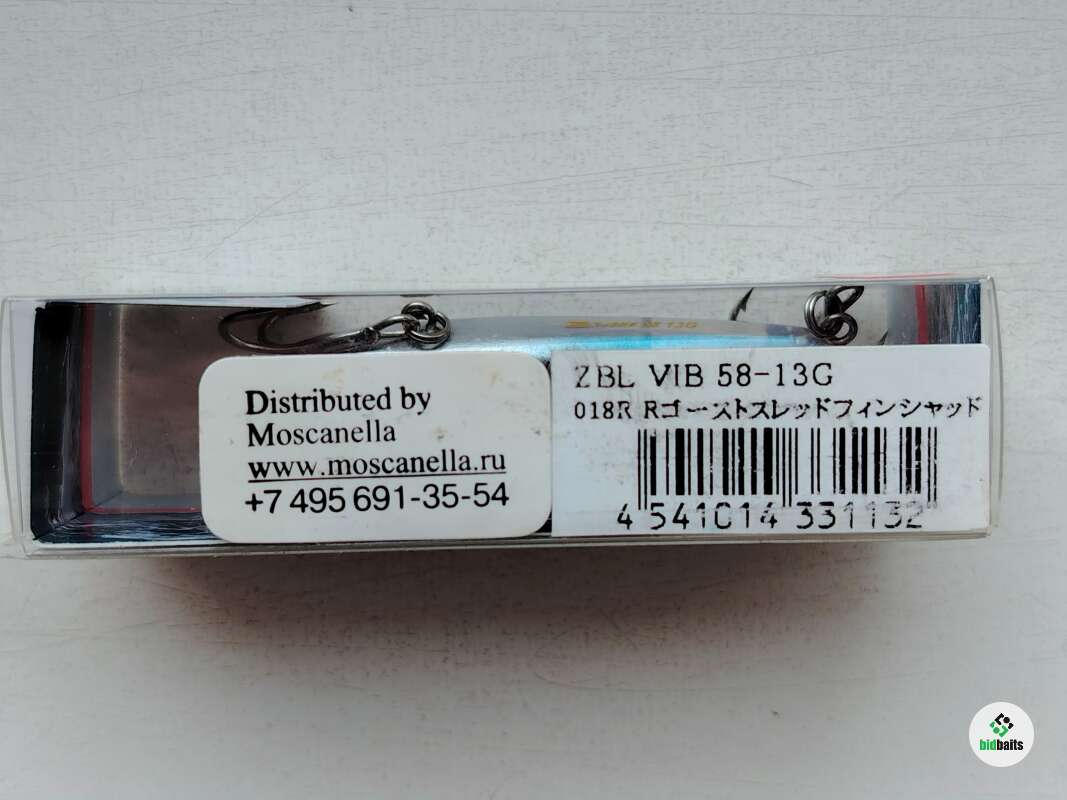 Distributed by
Moscanella
www.moscanella.ru
+7 495 691-35-54
ZBL VIB 58-13G
018R Rゴーストスレッドフィンシャッド
4 541014 331132
bidbaits